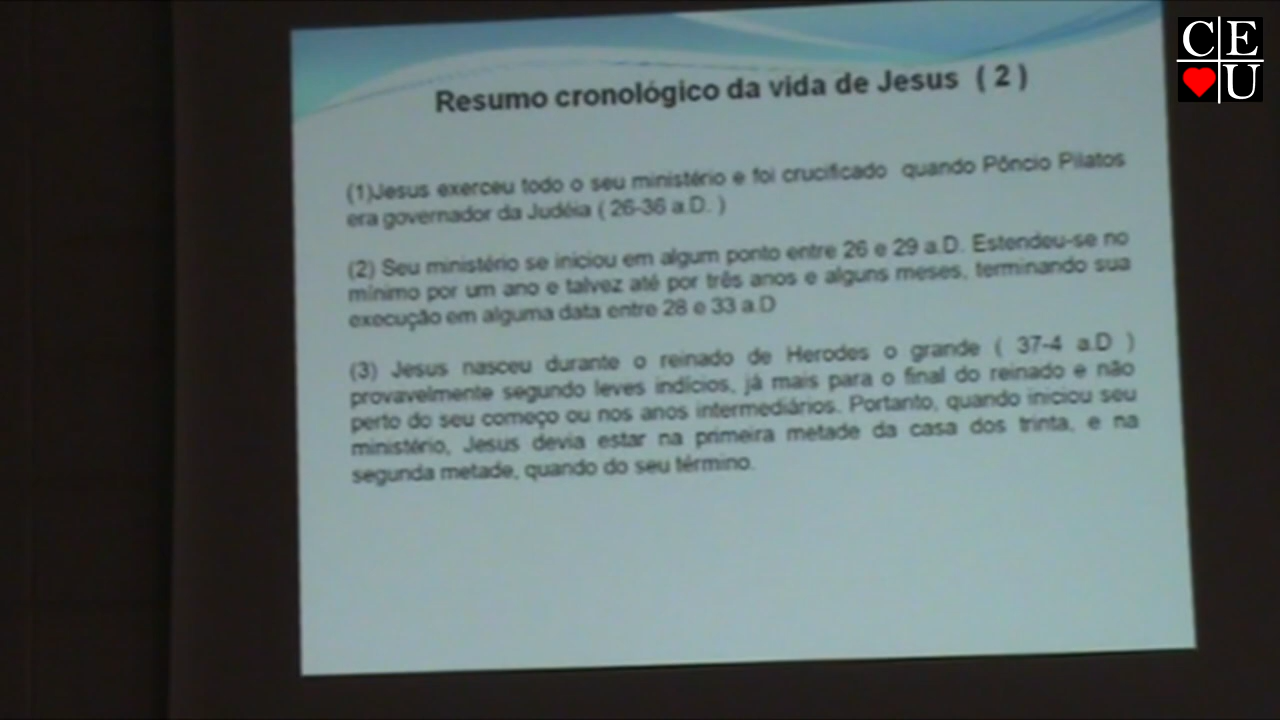 CE
U
Resumo cronológico da vida de Jesus ( 2 )
(1)Jesus exerceu todo o seu ministério e foi crucificado quando Pôncio Pilatos
era governador da Judéia ( 26-36 a.D. )
(2) Seu ministério se iniciou em algum ponto entre 26 e 29 a.D. Estendeu-se no
mínimo por um ano e talvez até por três anos e alguns meses, terminando sua
execução em alguma data entre 28 e 33 a.D
(3) Jesus nasceu durante o reinado de Herodes o grande ( 37-4 a.D )
provavelmente segundo leves indícios, já mais para o final do reinado e não
perto do seu começo ou nos anos intermediários. Portanto, quando iniciou seu
ministério, Jesus devia estar na primeira metade da casa dos trinta, e na
segunda metade, quando do seu término.